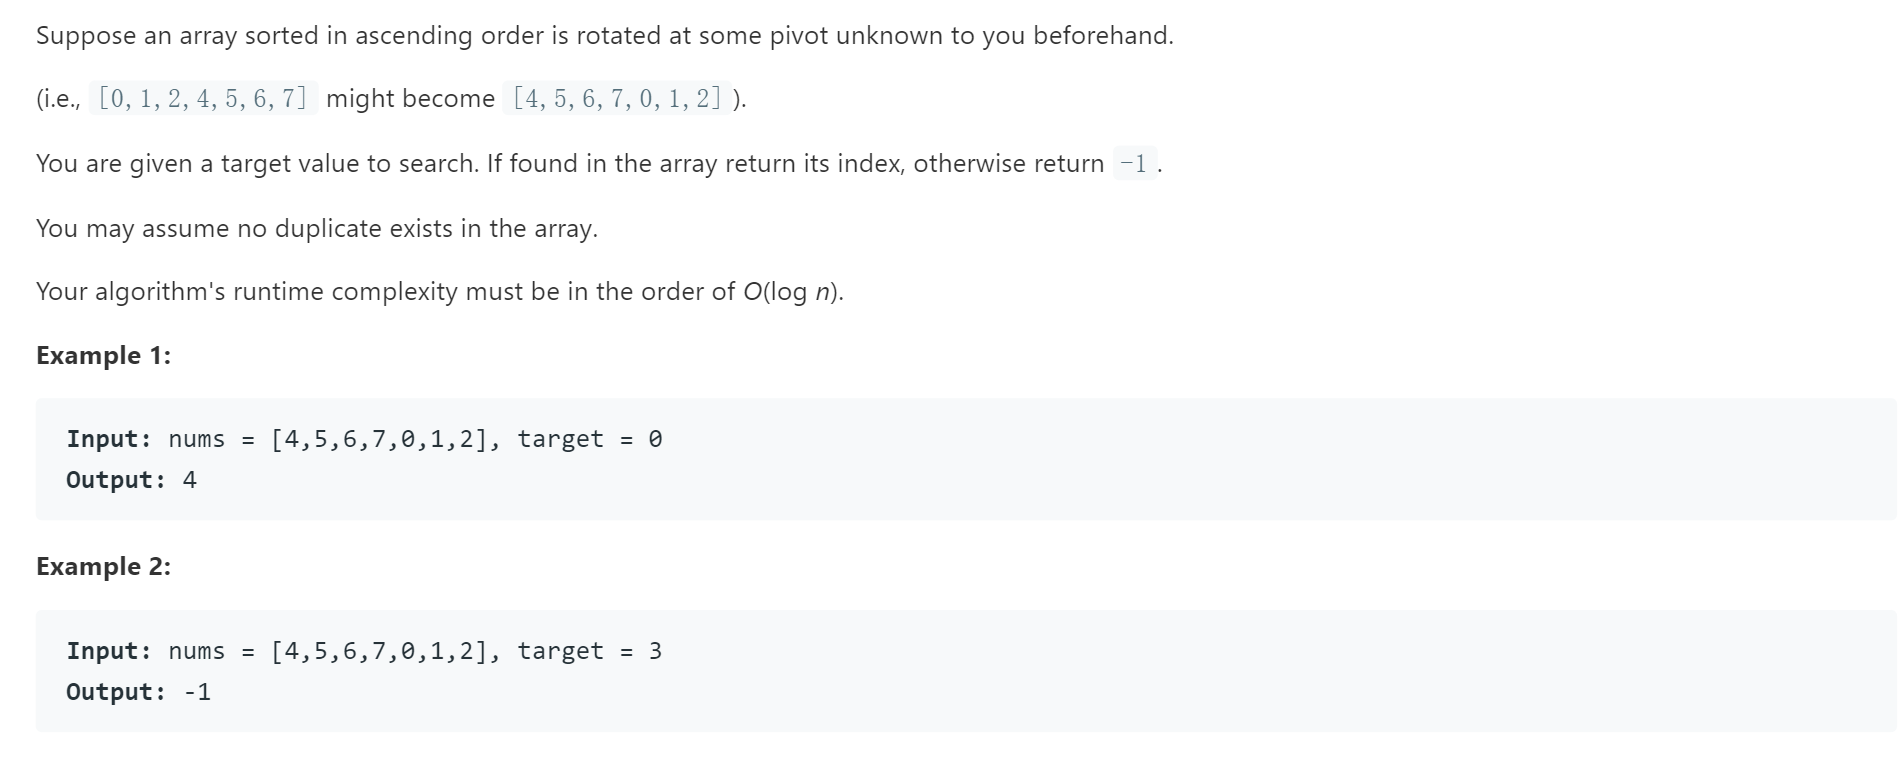 Suppose an array sorted in ascending order is rotated at some pivot unknown to you beforehand.
(i.e., [0, 1, 2, 4, 5, 6, 7] might become [4, 5, 6, 7, 0, 1, 2] ).
You are given a target value to search. If found in the array return its index, otherwise return -1 .
You may assume no duplicate exists in the array.
Your algorithm's runtime complexity must be in the order of O(log n).
Example 1:
Input: nums = [4,5,6,7,0,1,2], target = 0
Output: 4
Example 2:
Input: nums = [4,5,6,7,0,1,2], target = 3
Output: -1